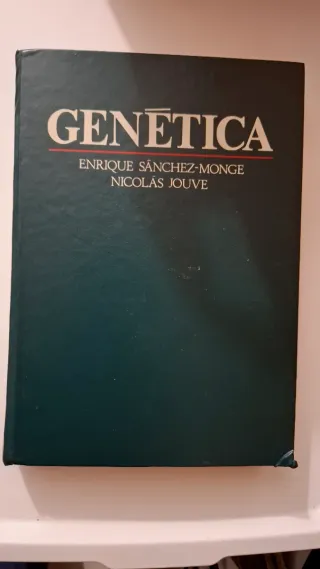 GENÉTICA
ENRIQUE SÁNCHEZ-MONGE
NICOLÁS JOUVE